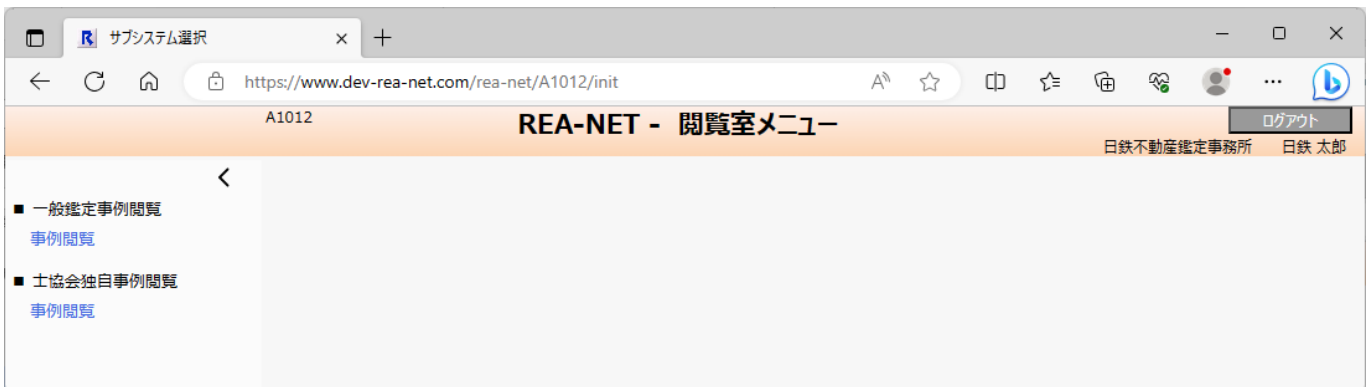 サブシステム選択
https://www.dev-rea-net.com/rea-net/A1012/init
A1012
REA-NET - 閲覧室メニュー
ログアウト
日鉄不動産鑑定事務所 日鉄 太郎
■ 一般鑑定事例閲覧
事例閲覧
■ 士協会独自事例閲覧
事例閲覧